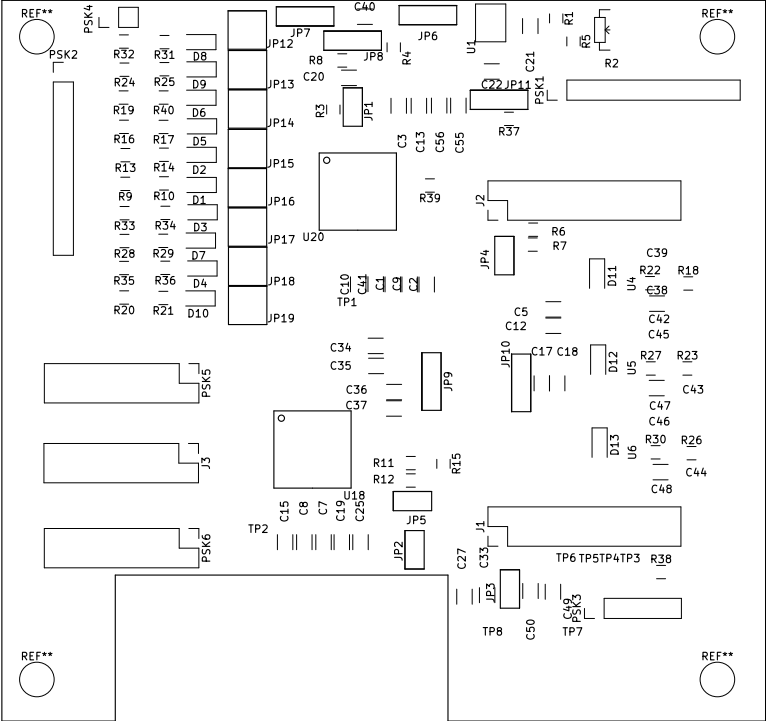 REF** PSK4 C40 R1 REF**
JP7 JP6
U1 R5
JP12 R4
R32 R31 D8 R8 JP8 C21 R2
PSK2
C20
R24 R25 D9 JP13 C22 JP11 PSK1
R19 R40 D6 R3 JP1
JP14
R37
R16 R17 D5 C3 C13 C56 C55
R13 R14 D2 JP15
R9 R10 D1 JP16 R39 J2
R33 R34 D3 U20 R6
JP17 R7
R28 R29 D7 JP4 C39
R35 R36 D4 JP18 C10 C41 C1 C9 C2 D11 U4 R22 R18
C38
TP1
R20 R21 D10 JP19 C5 C42
C12
C45
C34 JP10 C17 C18
C35 D12 U5 R27 R23
PSK5 C36 JP9 C43
C37 C47
C46
D13 U6 R30 R26
J3 R11 R15
R12 C44
U18 C48
C15 C8 C7 C19 C25
JP5
TP2 J1
PSK6 JP2 C27 C33 TP6 TP5 TP4 TP3 R38
JP3 C49 PSK3
TP8 C50 TP7
REF** REF**